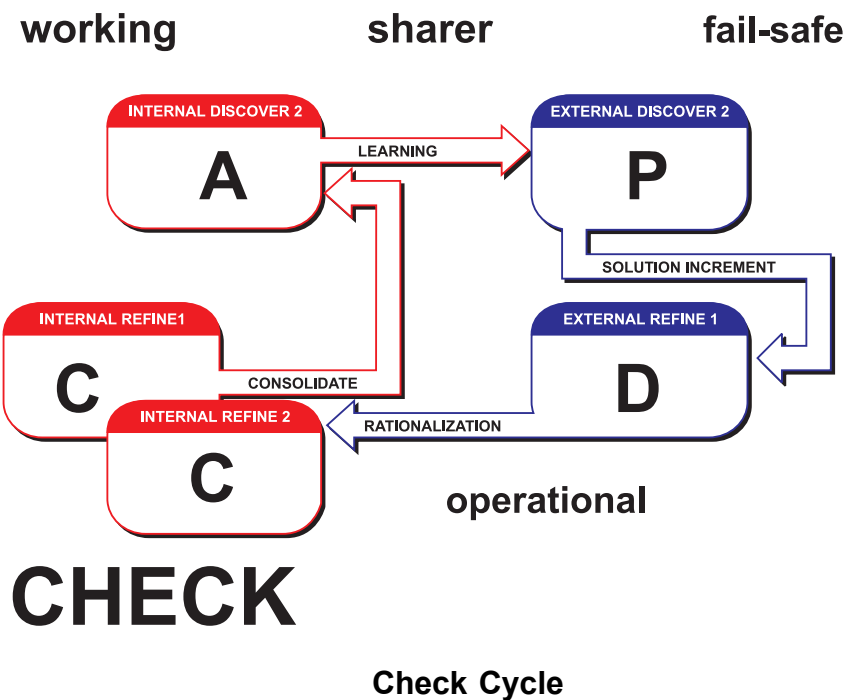 working sharer fail-safe
INTERNAL DISCOVER 2
A
LEARNING
EXTERNAL DISCOVER 2
P
SOLUTION INCREMENT
INTERNAL REFINE1
C
CONSOLIDATE
EXTERNAL REFINE 1
D
INTERNAL REFINE 2
C
RATIONALIZATION
operational
CHECK
Check Cycle